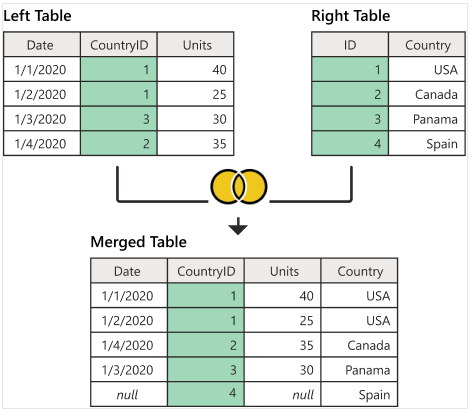 Left Table
Date CountryID Units
1/1/2020 1 40
1/2/2020 1 25
1/3/2020 3 30
1/4/2020 2 35
Right Table
ID Country
1 USA
2 Canada
3 Panama
4 Spain
Merged Table
Date CountryID Units Country
1/1/2020 1 40 USA
1/2/2020 1 25 USA
1/4/2020 2 35 Canada
1/3/2020 3 30 Panama
null 4 null Spain